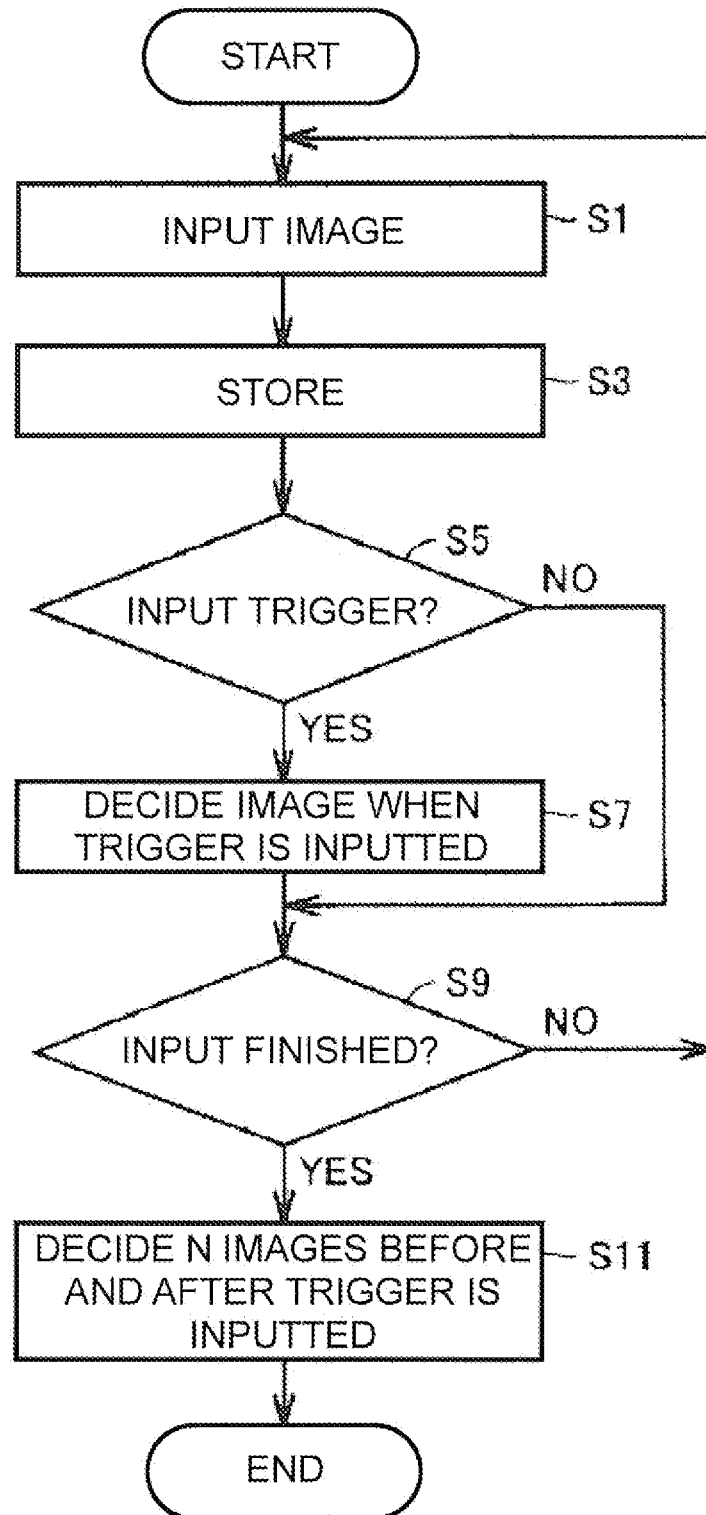 START
INPUT IMAGE
S1
STORE
S3
S5
INPUT TRIGGER?
NO
YES
DECIDE IMAGE WHEN
TRIGGER IS INPUTTED
S7
S9
INPUT FINISHED?
NO
YES
DECIDE N IMAGES BEFORE
AND AFTER TRIGGER IS
INPUTTED
S11
END